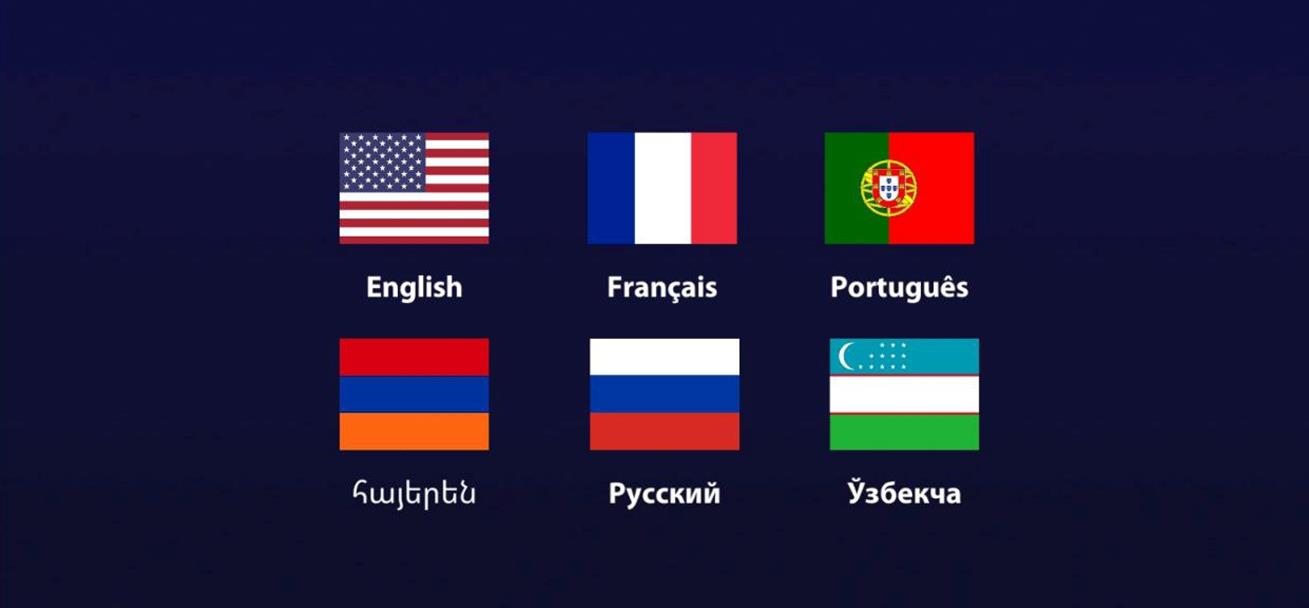 English
Français
Português
հայերեն
Русский
Ўзбекча